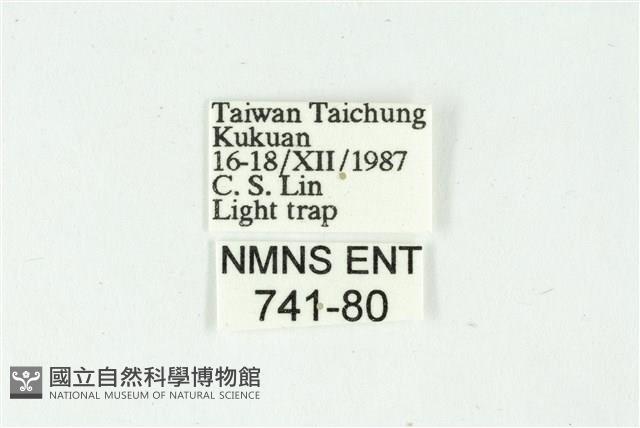 Taiwan Taichung
Kukuan
16-18/XII/1987
C. S. Lin
Light trap
NMNS ENT
741-80
國立自然科學博物館
NATIONAL MUSEUM OF NATURAL SCIENCE